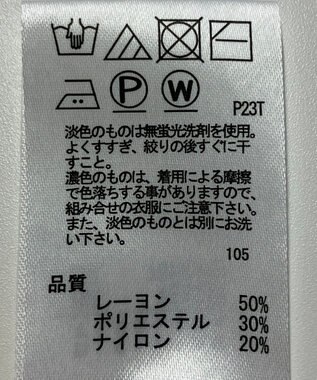 P W
P23T
淡色のものは無蛍光洗剤を使用。
よくすすぎ、絞りの後すぐに干
すこと。
濃色のものは、着用による摩擦
で色落ちする事がありますので、
組み合せの衣服にご注意下さい。
また、淡色のものとは別にお洗
い下さい。
105
品質
レーヨン 50%
ポリエステル 30%
ナイロン 20%